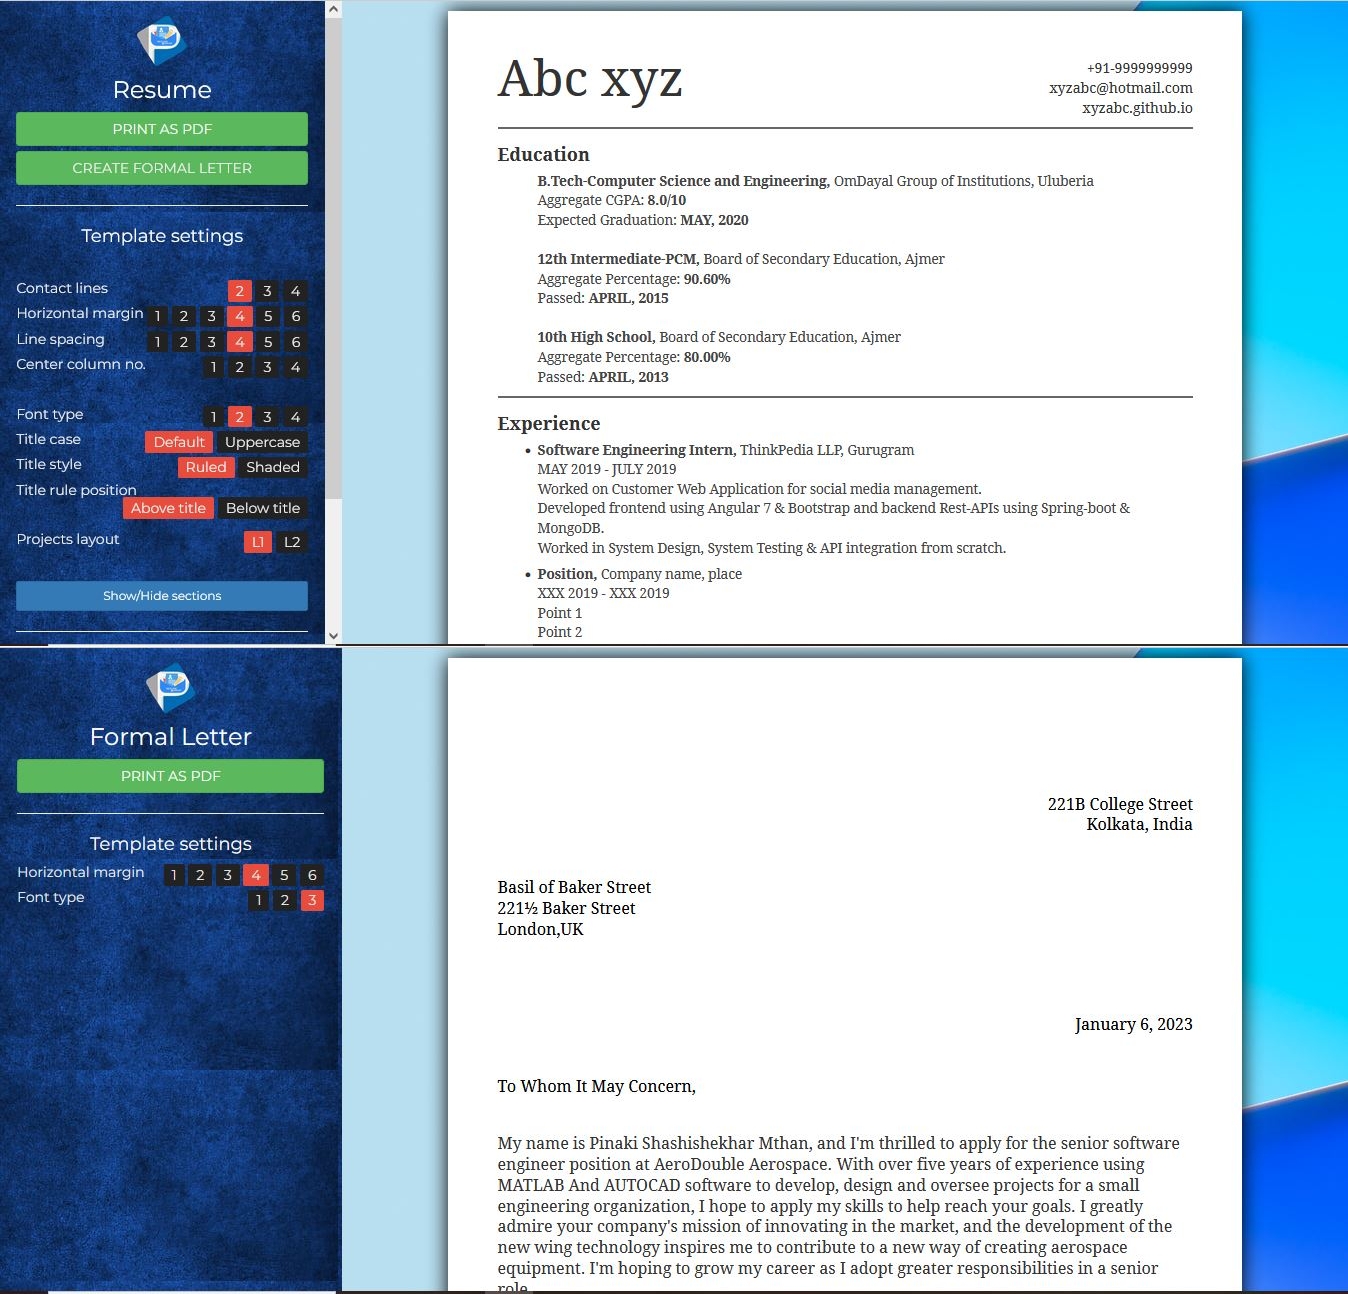 Resume
PRINT AS PDF
CREATE FORMAL LETTER
Template settings
Contact lines 2 3 4
Horizontal margin 1 2 3 4 5 6
Line spacing 1 2 3 4 5 6
Center column no. 1 2 3 4
Font type 1 2 3 4
Title case Default Uppercase
Title style Ruled Shaded
Title rule position
Above title Below title
Projects layout L1 L2
Show/Hide sections
Abc xyz
+91-9999999999
xyzabc@hotmail.com
xyzabc.github.io
Education
B.Tech-Computer Science and Engineering, OmDayal Group of Institutions, Uluberia
Aggregate CGPA: 8.0/10
Expected Graduation: MAY, 2020
12th Intermediate-PCM, Board of Secondary Education, Ajmer
Aggregate Percentage: 90.60%
Passed: APRIL, 2015
10th High School, Board of Secondary Education, Ajmer
Aggregate Percentage: 80.00%
Passed: APRIL, 2013
Experience
• Software Engineering Intern, ThinkPedia LLP, Gurugram
MAY 2019 - JULY 2019
Worked on Customer Web Application for social media management.
Developed frontend using Angular 7 & Bootstrap and backend Rest-APIs using Spring-boot &
MongoDB.
Worked in System Design, System Testing & API integration from scratch.
• Position, Company name, place
XXX 2019 - XXX 2019
Point 1
Point 2
Formal Letter
PRINT AS PDF
Template settings
Horizontal margin 1 2 3 4 5 6
Font type 1 2 3
221B College Street
Kolkata, India
Basil of Baker Street
221½ Baker Street
London,UK
January 6, 2023
To Whom It May Concern,
My name is Pinaki Shashishekhar Mthan, and I'm thrilled to apply for the senior software
engineer position at AeroDouble Aerospace. With over five years of experience using
MATLAB And AUTOCAD software to develop, design and oversee projects for a small
engineering organization, I hope to apply my skills to help reach your goals. I greatly
admire your company's mission of innovating in the market, and the development of the
new wing technology inspires me to contribute to a new way of creating aerospace
equipment. I'm hoping to grow my career as I adopt greater responsibilities in a senior
role.